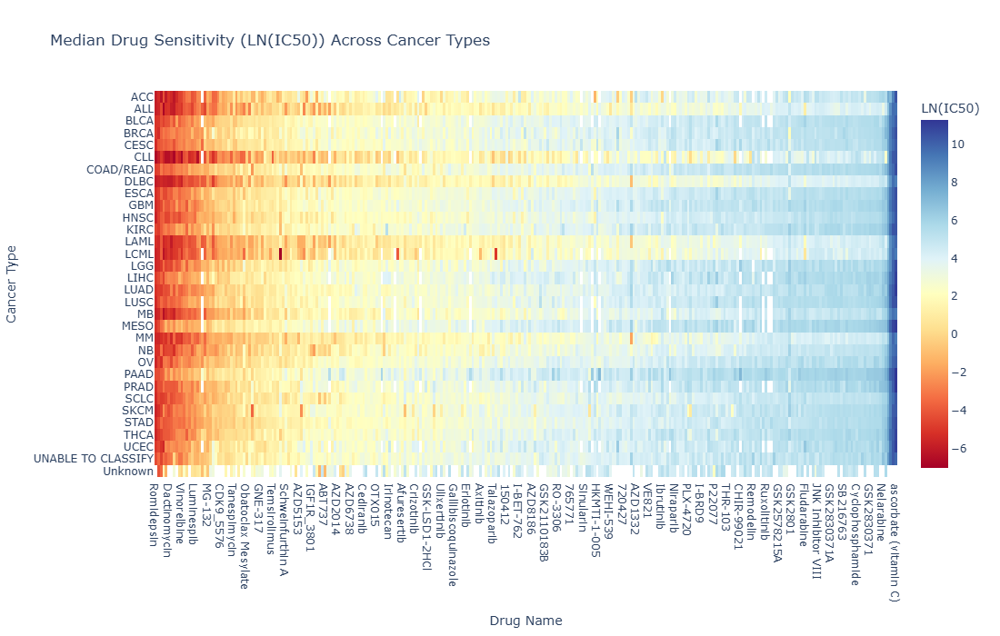 Median Drug Sensitivity (LN(IC50)) Across Cancer Types
LN(IC50)
10
8
6
4
2
0
−2
−4
−6
Cancer Type
ACC
ALL
BLCA
BRCA
CESC
CLL
COAD/READ
DLBC
ESCA
GBM
HNSC
KIRC
LAML
LCML
LGG
LIHC
LUAD
LUSC
MB
MESO
MM
NB
OV
PAAD
PRAD
SCLC
SKCM
STAD
THCA
UCEC
UNABLE TO CLASSIFY
Unknown
Romidepsin
Dactinomycin
Vinorelbine
Luminespib
MG-132
CDK9_5576
Tanespimycin
Obatoclax Mesylate
GNE-317
Temsirolimus
Schweinfurthin A
AZD5153
IGF1R_3801
ABT737
AZD2014
AZD6738
Cediranib
OTX015
Irinotecan
Afuresertib
Crizotinib
GSK-LSD1-2HCl
Ulixertinib
Gallibiscoquinazole
Erlotinib
Axitinib
Talazoparib
150412
I-BET-762
AZD8186
GSK2110183B
RO-3306
765771
Sinularin
HKMTI-1-005
WEHI-539
720427
AZD1332
VE821
Ibrutinib
Niraparib
PLX-4720
I-BRD9
P22077
THR-103
CHIR-99021
Remodelin
Ruxolitinib
GSK2578215A
GSK2801
Fludarabine
JNK Inhibitor VIII
GSK2830371A
SB216763
Cyclophosphamide
GSK2830371
Nelarabine
ascorbate (vitamin C)
Drug Name